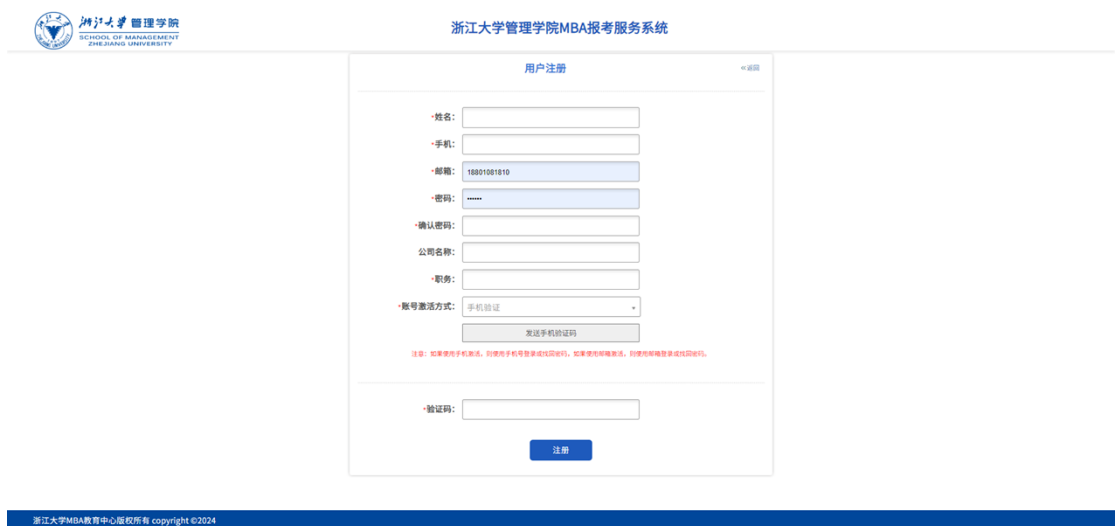 浙江大学 管理学院
SCHOOL OF MANAGEMENT
ZHEJIANG UNIVERSITY
浙江大学管理学院MBA报考服务系统
用户注册
≪返回
*姓名：
*手机：
*邮箱： 18801081810
*密码： ••••••
*确认密码：
公司名称：
*职务：
*账号激活方式： 手机验证
发送手机验证码
注意：如果使用手机激活，则使用手机号登录或找回密码，如果使用邮箱激活，则使用邮箱登录或找回密码。
*验证码：
注册
浙江大学MBA教育中心版权所有 copyright ©2024